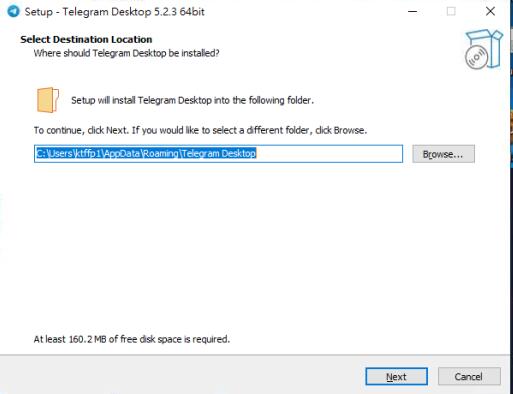 Setup - Telegram Desktop 5.2.3 64bit
Select Destination Location
Where should Telegram Desktop be installed?
Setup will install Telegram Desktop into the following folder.
To continue, click Next. If you would like to select a different folder, click Browse.
C:\Users\ktffp1\AppData\Roaming\Telegram Desktop
Browse...
At least 160.2 MB of free disk space is required.
Next
Cancel